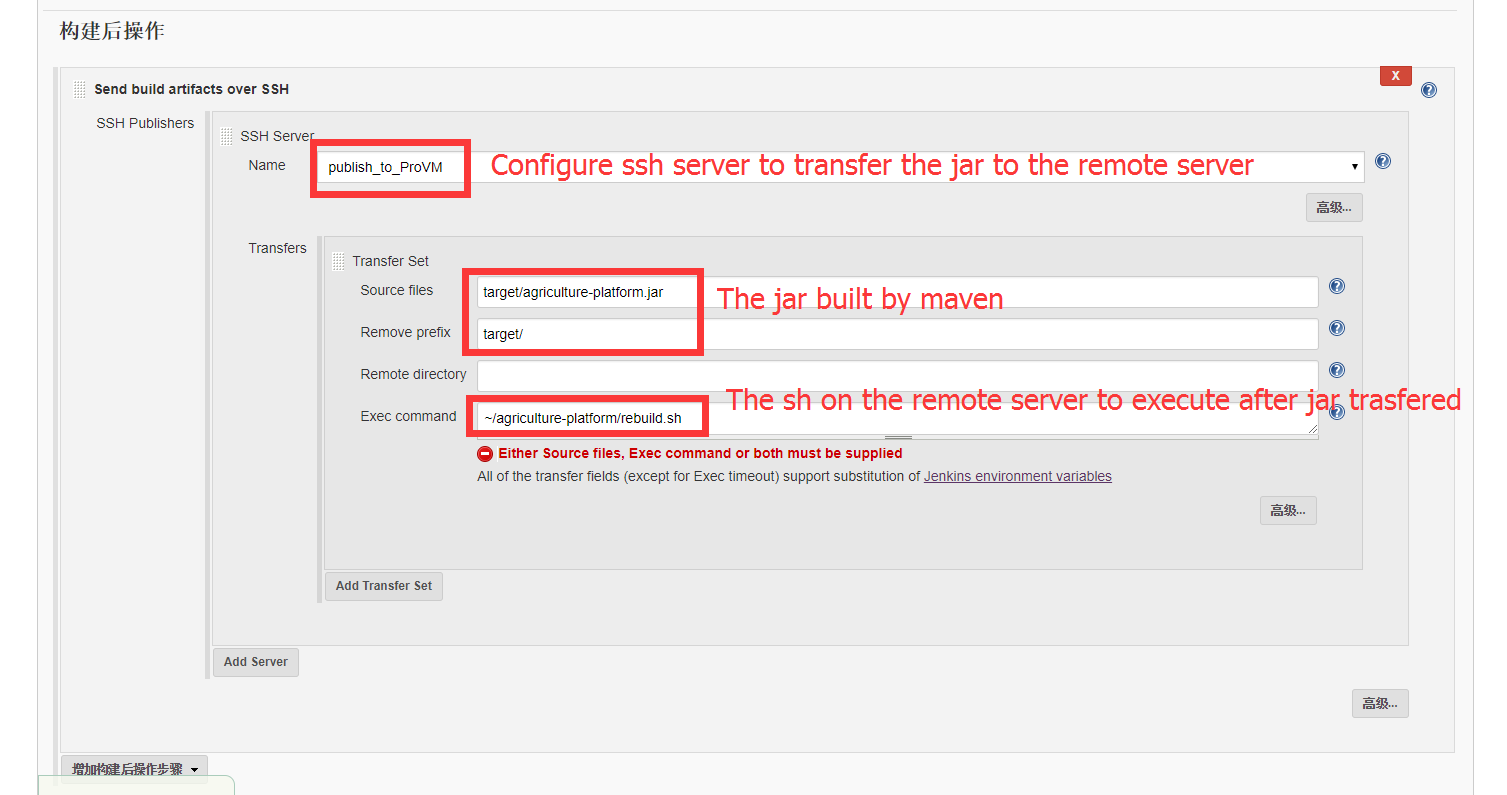 构建后操作
X
Send build artifacts over SSH
SSH Publishers
SSH Server
Name
publish_to_ProVM
Configure ssh server to transfer the jar to the remote server
高级...
Transfers
Transfer Set
Source files
target/agriculture-platform.jar
The jar built by maven
Remove prefix
target/
Remote directory
The sh on the remote server to execute after jar trasfered
Exec command
~/agriculture-platform/rebuild.sh
Either Source files, Exec command or both must be supplied
All of the transfer fields (except for Exec timeout) support substitution of Jenkins environment variables
高级...
Add Transfer Set
Add Server
高级...
增加构建后操作步骤